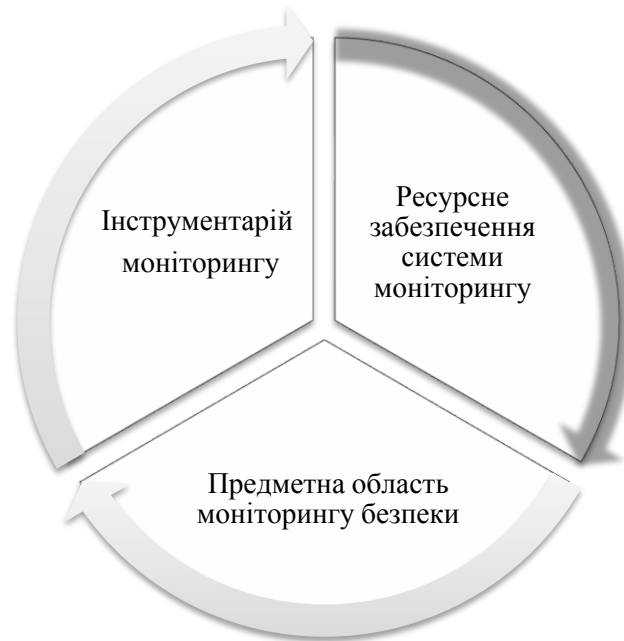 Інструментарій
моніторингу
Ресурсне
забезпечення
системи
моніторингу
Предметна область
моніторингу безпеки